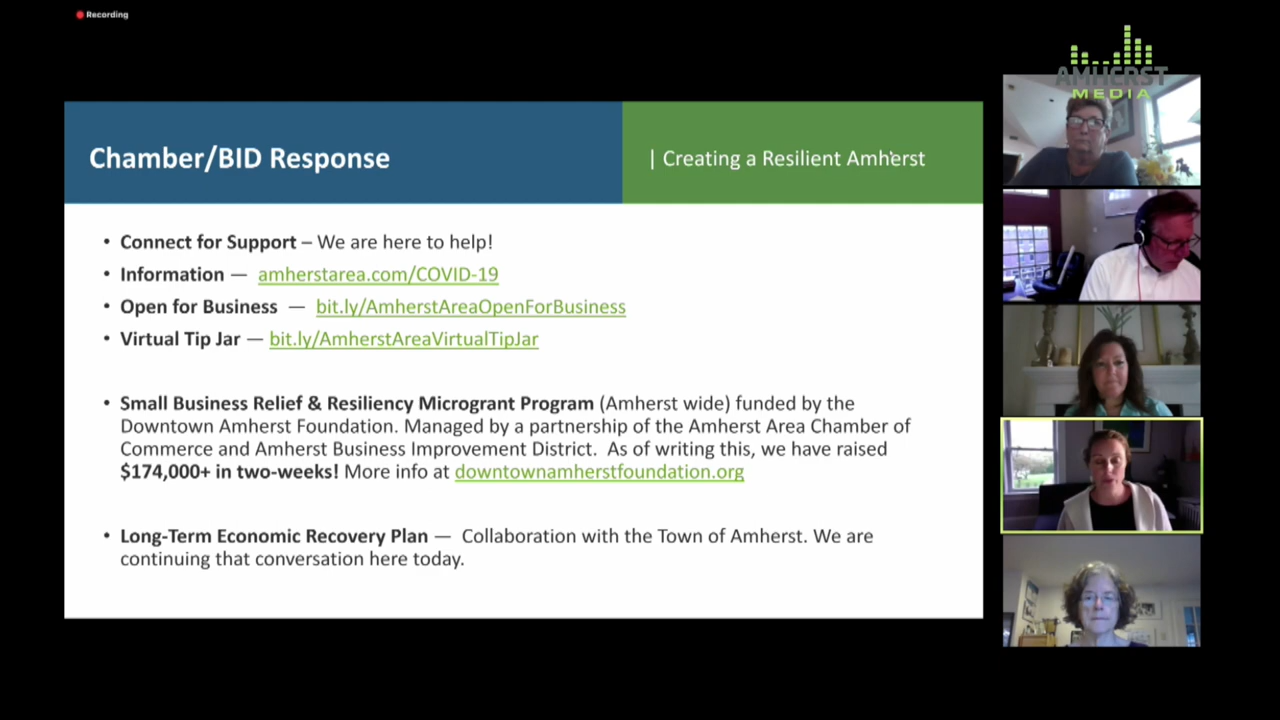 Recording
AMHERST
MEDIA
Chamber/BID Response
| Creating a Resilient Amherst
• Connect for Support – We are here to help!
• Information — amherstarea.com/COVID-19
• Open for Business — bit.ly/AmherstAreaOpenForBusiness
• Virtual Tip Jar — bit.ly/AmherstAreaVirtualTipJar
• Small Business Relief & Resiliency Microgrant Program (Amherst wide) funded by the
Downtown Amherst Foundation. Managed by a partnership of the Amherst Area Chamber of
Commerce and Amherst Business Improvement District. As of writing this, we have raised
$174,000+ in two-weeks! More info at downtownamherstfoundation.org
• Long-Term Economic Recovery Plan — Collaboration with the Town of Amherst. We are
continuing that conversation here today.